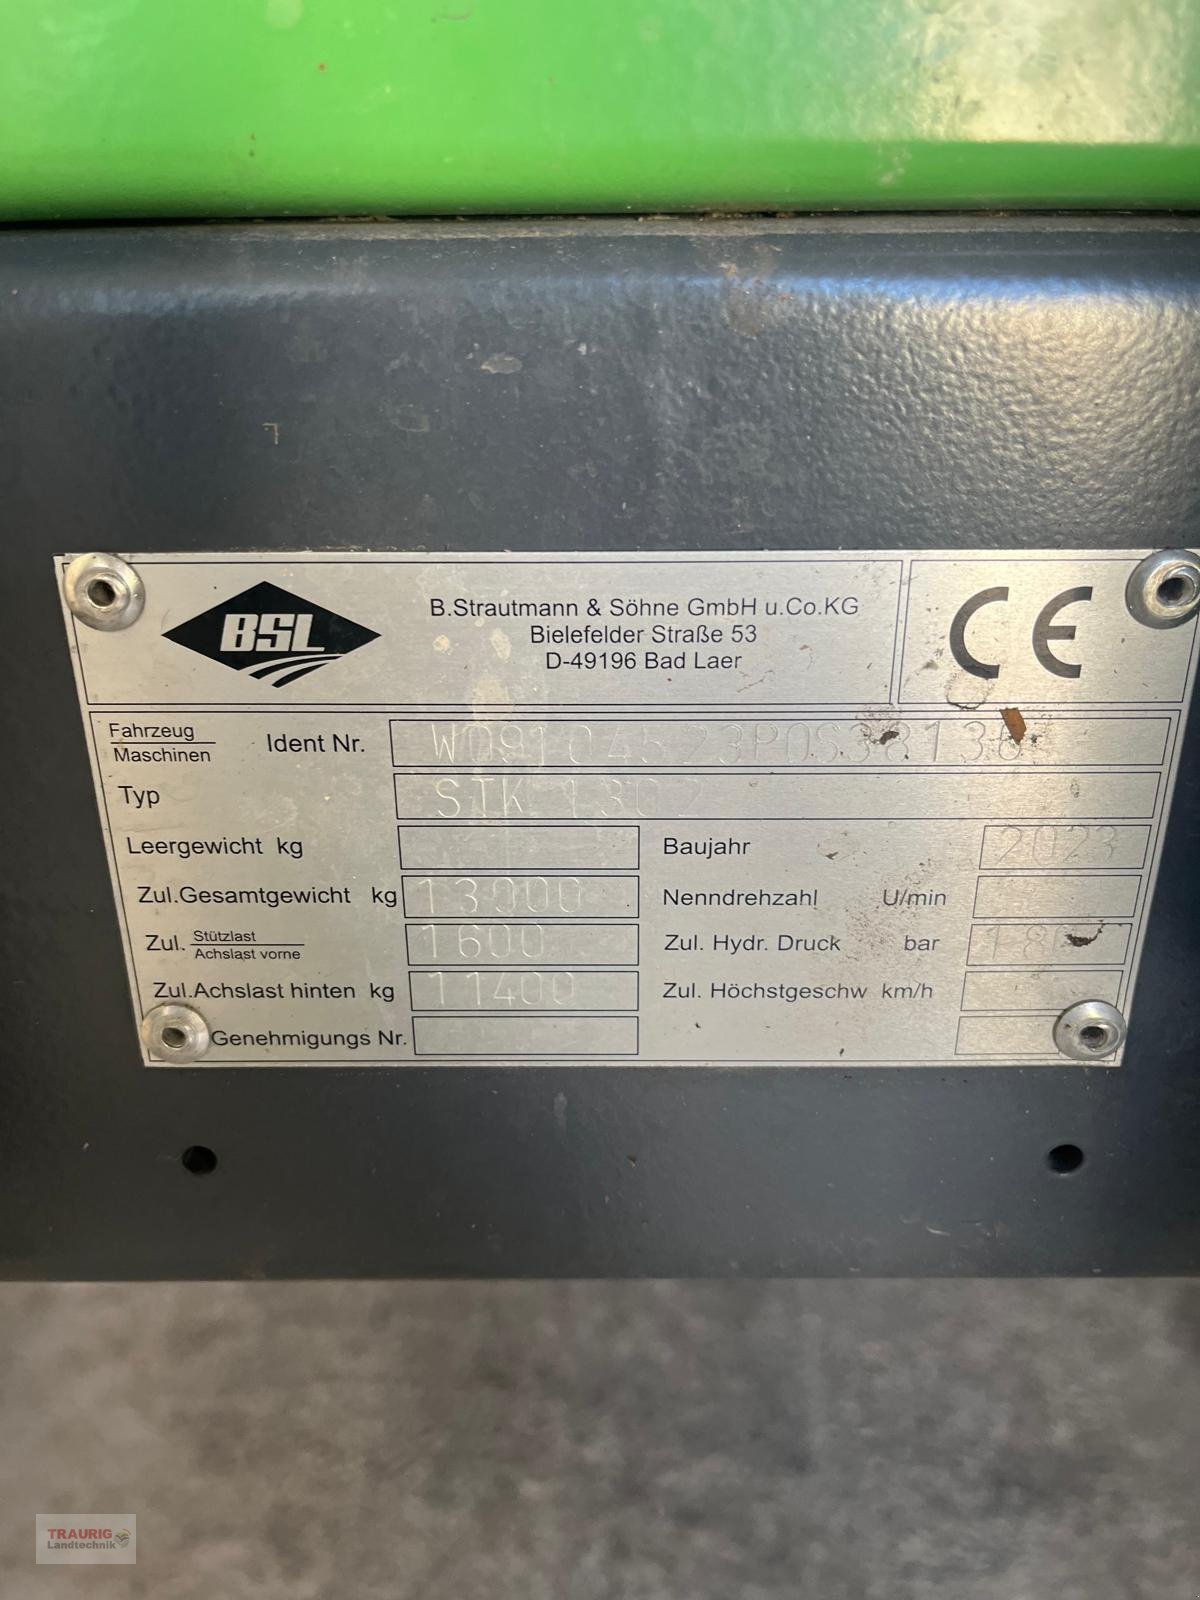 BSL
B.Strautmann & Söhne GmbH u.Co.KG
Bielefelder Straße 53
D-49196 Bad Laer
CE
Fahrzeug
Maschinen
Ident Nr.
Typ STK 1302
Leergewicht kg
Baujahr 2023
Zul.Gesamtgewicht kg 13000
Nenndrehzahl U/min
Zul. Stützlast
Achslast vorne
1600
Zul. Hydr. Druck bar
Zul.Achslast hinten kg 11400
Zul. Höchstgeschw km/h
Genehmigungs Nr.
TRAURIG
Landtechnik